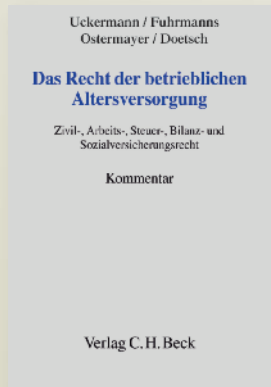 Uckermann / Fuhrmanns
Ostermayer / Doetsch
Das Recht der betrieblichen
Altersversorgung
Zivil-, Arbeits-, Steuer-, Bilanz- und
Sozialversicherungsrecht
Kommentar
Verlag C. H. Beck